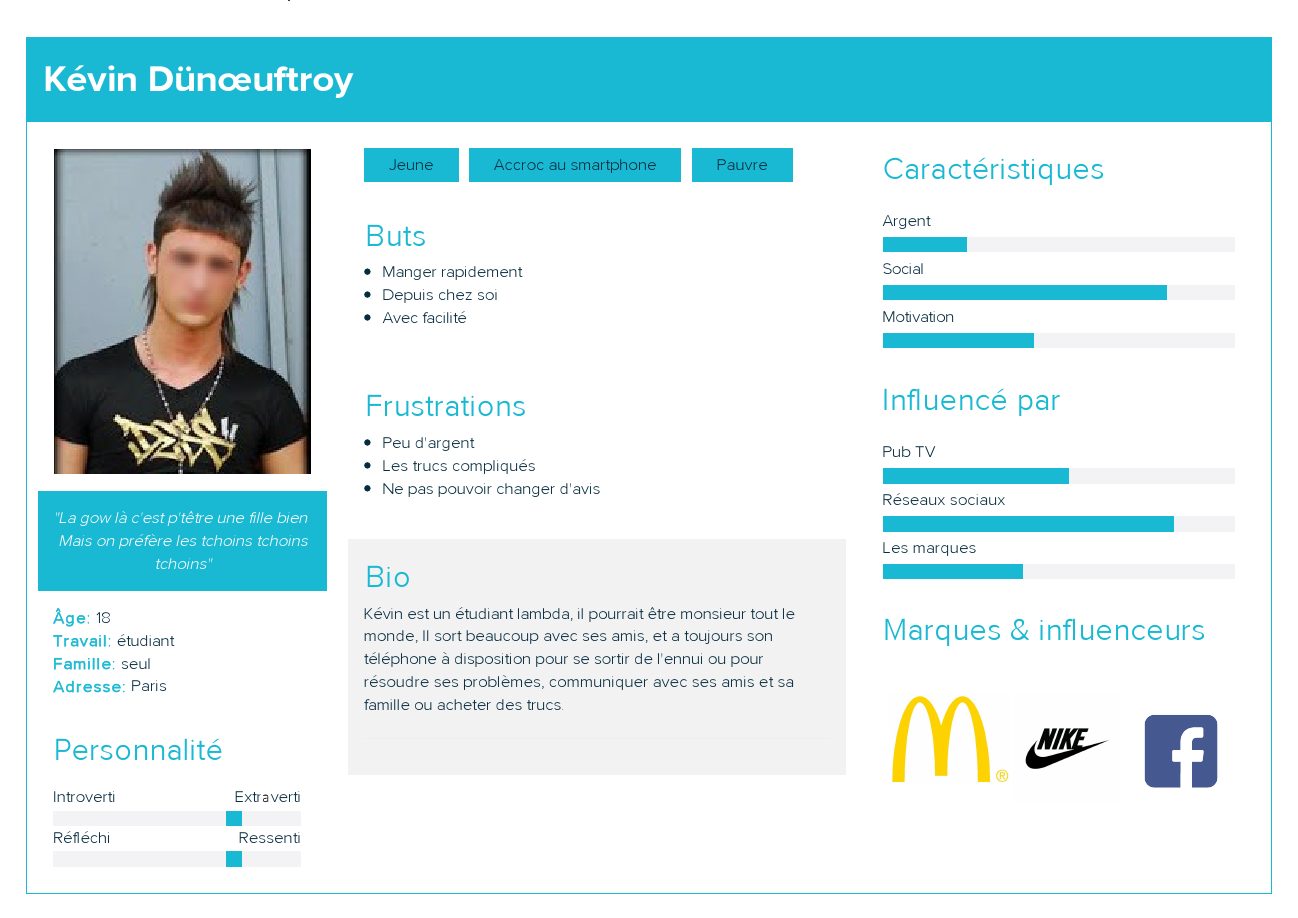 Kévin Dünœuftroy
Jeune
Accroc au smartphone
Pauvre
Buts
Manger rapidement
Depuis chez soi
Avec facilité
Frustrations
Peu d'argent
Les trucs compliqués
Ne pas pouvoir changer d'avis
"La gow là c'est p'têtre une fille bien
Mais on préfère les tchoins tchoins
tchoins"
Âge: 18
Travail: étudiant
Famille: seul
Adresse: Paris
Personnalité
Introverti Extraverti
Réfléchi Ressenti
Bio
Kévin est un étudiant lambda, il pourrait être monsieur tout le
monde, Il sort beaucoup avec ses amis, et a toujours son
téléphone à disposition pour se sortir de l'ennui ou pour
résoudre ses problèmes, communiquer avec ses amis et sa
famille ou acheter des trucs.
Caractéristiques
Argent
Social
Motivation
Influencé par
Pub TV
Réseaux sociaux
Les marques
Marques & influenceurs
®
NIKE